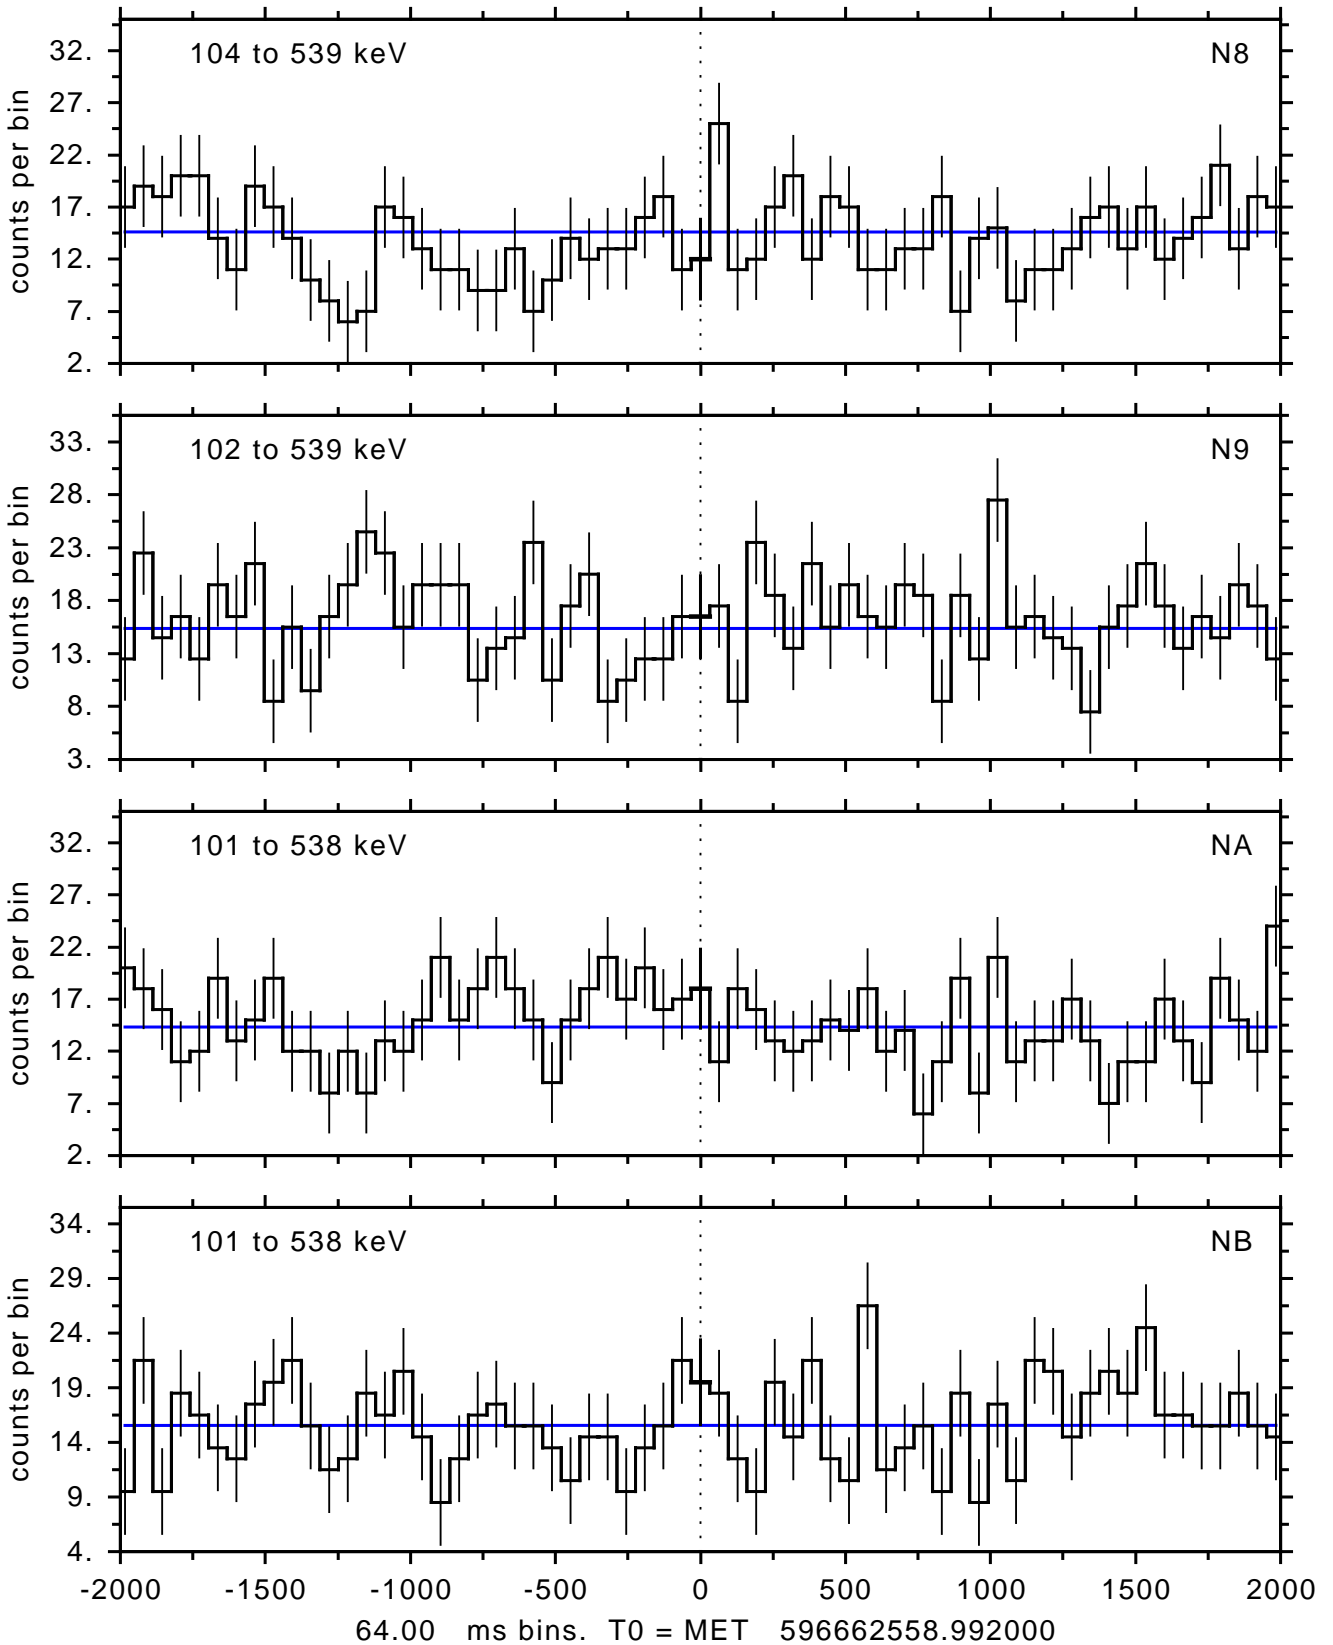 104 to 539 keV N8
counts per bin
32.
27.
22.
17.
12.
7.
2.
102 to 539 keV N9
counts per bin
33.
28.
23.
18.
13.
8.
3.
101 to 538 keV NA
counts per bin
32.
27.
22.
17.
12.
7.
2.
101 to 538 keV NB
counts per bin
34.
29.
24.
19.
14.
9.
4.
-2000 -1500 -1000 -500 0 500 1000 1500 2000
64.00 ms bins. T0 = MET 596662558.992000